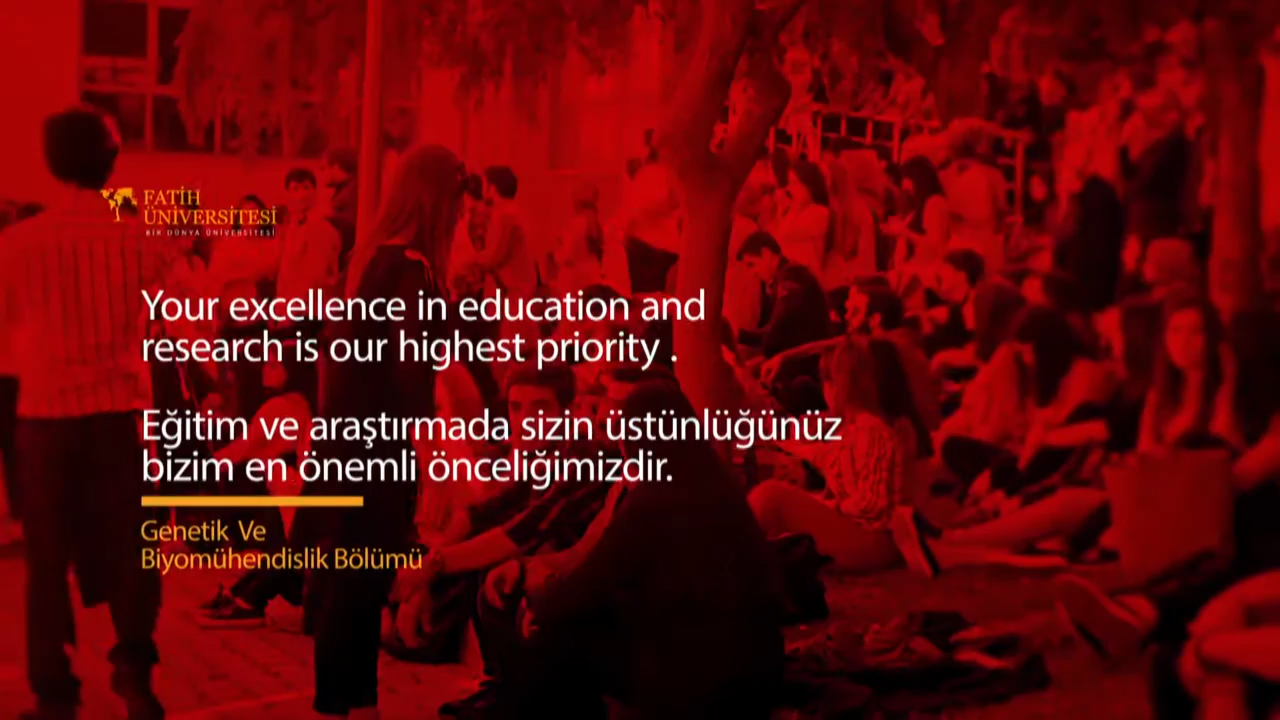 FATİH
ÜNİVERSİTESİ
BİR DÜNYA ÜNİVERSİTESİ
Your excellence in education and
research is our highest priority .
Eğitim ve araştırmada sizin üstünlüğünüz
bizim en önemli önceliğimizdir.
Genetik Ve
Biyomühendislik Bölümü